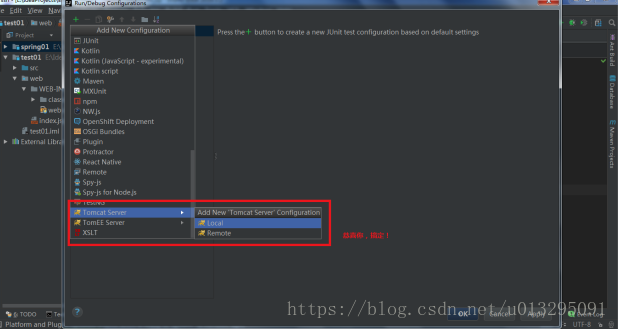 Run/Debug Configurations
Edit View
test01 web
Project
spring01
test01
src
web
WEB-
class
web
index.js
test01.iml
External Libra
Add New Configuration
JUnit
Kotlin
Kotlin (JavaScript - experimental)
Kotlin script
Maven
MXUnit
npm
NW.js
OpenShift Deployment
OSGi Bundles
Plugin
Protractor
React Native
Remote
Spy-js
Spy-js for Node.js
TestNG
Tomcat Server
TomEE Server
XSLT
Add New 'Tomcat Server' Configuration
Local
Remote
Press the + button to create a new JUnit test configuration based on default settings
Ant Build
Database
Maven Projects
OK
Cancel
Apply
?
TODO
Event Log
Platform and Plug
UTF-8
https://blog.csdn.net/u013295091